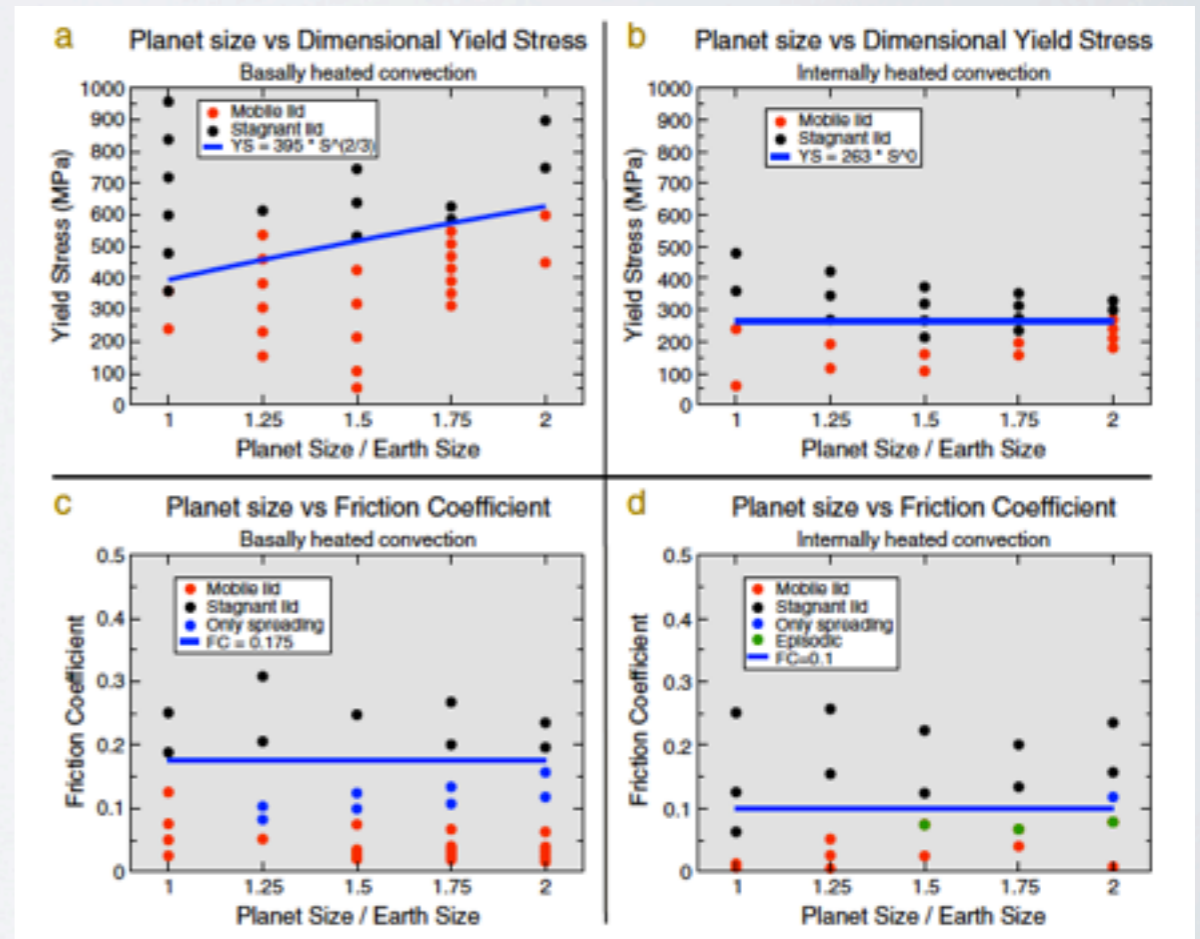 a
Planet size vs Dimensional Yield Stress
Basally heated convection
Mobile lid
Stagnant lid
YS = 395 * S^(2/3)
1000
900
800
700
600
500
400
300
200
100
0
Yield Stress (MPa)
1 1.25 1.5 1.75 2
Planet Size / Earth Size
b
Planet size vs Dimensional Yield Stress
Internally heated convection
Mobile lid
Stagnant lid
YS = 263 * S^0
1000
900
800
700
600
500
400
300
200
100
0
Yield Stress (MPa)
1 1.25 1.5 1.75 2
Planet Size / Earth Size
c
Planet size vs Friction Coefficient
Basally heated convection
Mobile lid
Stagnant lid
Only spreading
FC = 0.175
0.5
0.4
0.3
0.2
0.1
0
Friction Coefficient
1 1.25 1.5 1.75 2
Planet Size / Earth Size
d
Planet size vs Friction Coefficient
Internally heated convection
Mobile lid
Stagnant lid
Only spreading
Episodic
FC=0.1
0.5
0.4
0.3
0.2
0.1
0
Friction Coefficient
1 1.25 1.5 1.75 2
Planet Size / Earth Size